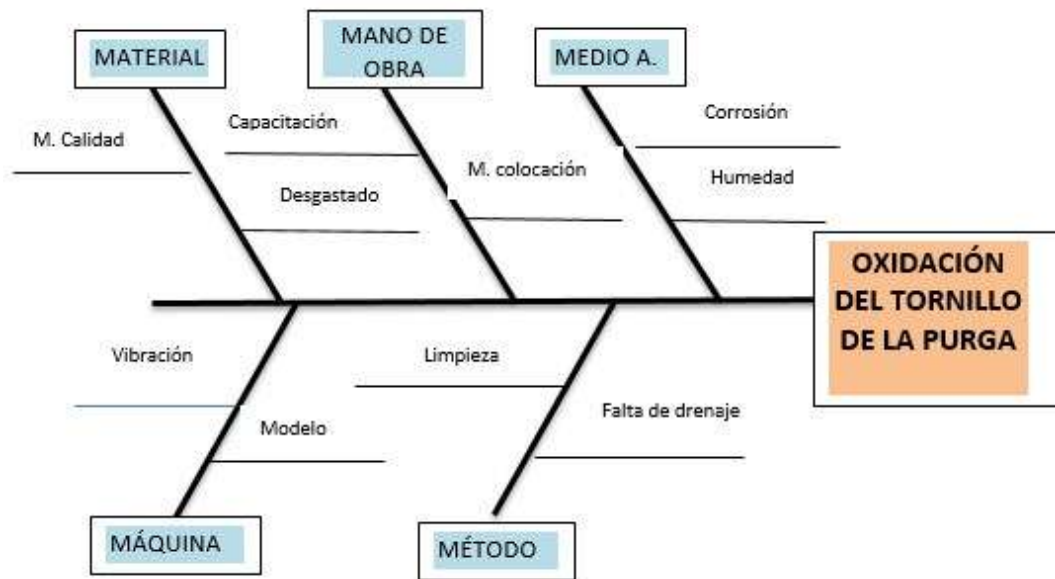 MATERIAL
MANO DE
OBRA
MEDIO A.
M. Calidad
Capacitación
Desgastado
M. colocación
Corrosión
Humedad
OXIDACIÓN
DEL TORNILLO
DE LA PURGA
Vibración
Modelo
Limpieza
Falta de drenaje
MÁQUINA
MÉTODO